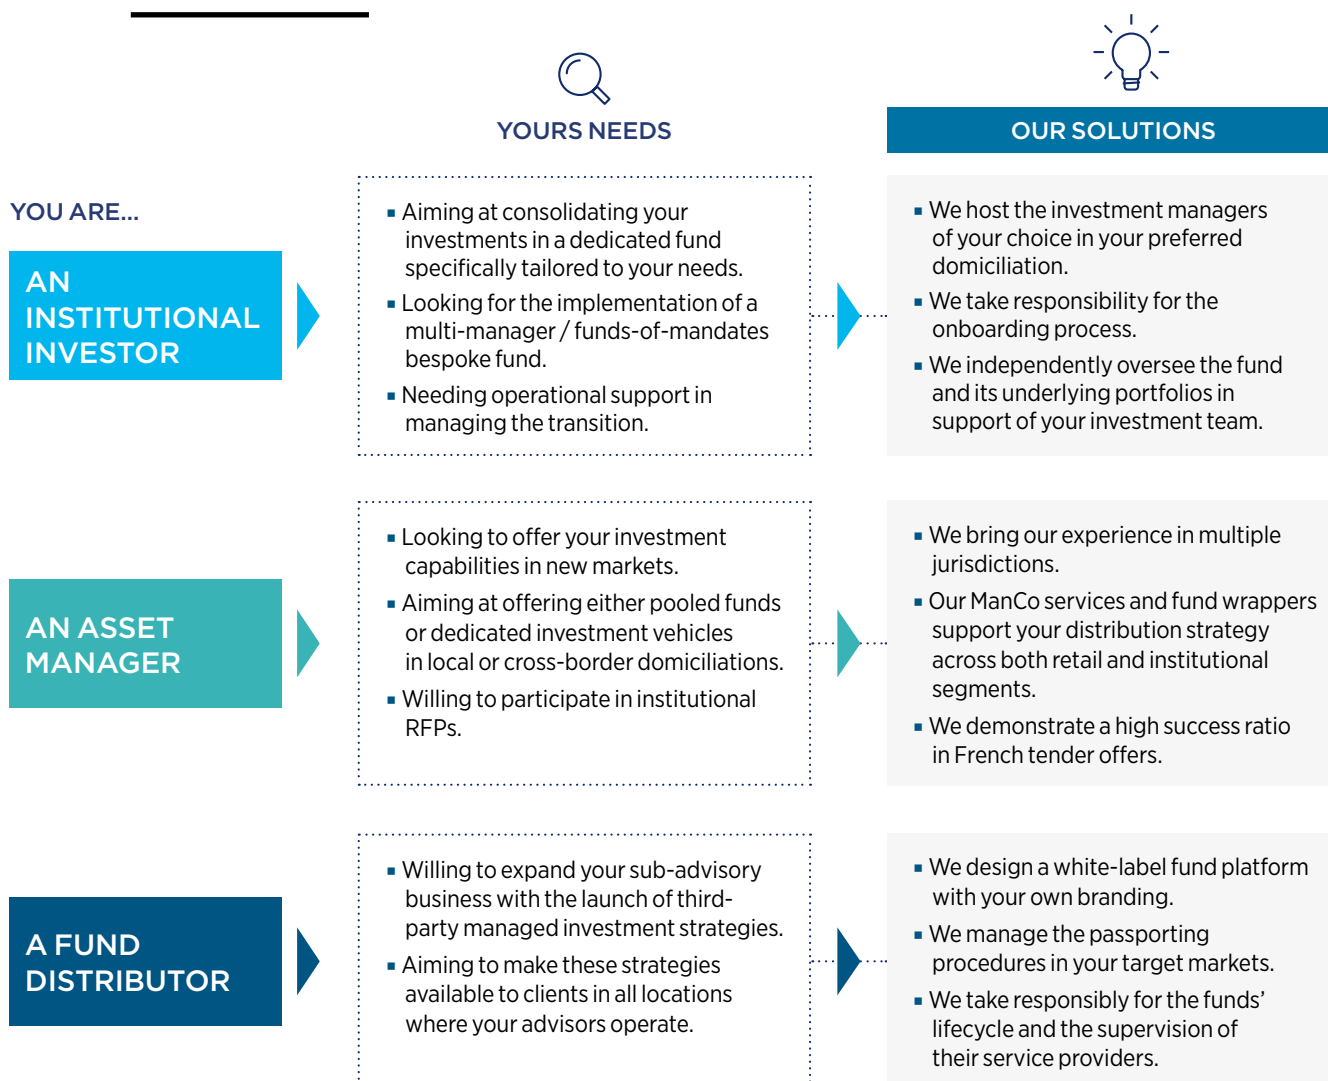 YOURS NEEDS
OUR SOLUTIONS
YOU ARE...
AN
INSTITUTIONAL
INVESTOR
▪ Aiming at consolidating your
investments in a dedicated fund
specifically tailored to your needs.
▪ Looking for the implementation of a
multi-manager / funds-of-mandates
bespoke fund.
▪ Needing operational support in
managing the transition.
▪ We host the investment managers
of your choice in your preferred
domiciliation.
▪ We take responsibility for the
onboarding process.
▪ We independently oversee the fund
and its underlying portfolios in
support of your investment team.
AN ASSET
MANAGER
▪ Looking to offer your investment
capabilities in new markets.
▪ Aiming at offering either pooled funds
or dedicated investment vehicles
in local or cross-border domiciliations.
▪ Willing to participate in institutional
RFPs.
▪ We bring our experience in multiple
jurisdictions.
▪ Our ManCo services and fund wrappers
support your distribution strategy
across both retail and institutional
segments.
▪ We demonstrate a high success ratio
in French tender offers.
A FUND
DISTRIBUTOR
▪ Willing to expand your sub-advisory
business with the launch of third-
party managed investment strategies.
▪ Aiming to make these strategies
available to clients in all locations
where your advisors operate.
▪ We design a white-label fund platform
with your own branding.
▪ We manage the passporting
procedures in your target markets.
▪ We take responsibly for the funds'
lifecycle and the supervision of
their service providers.